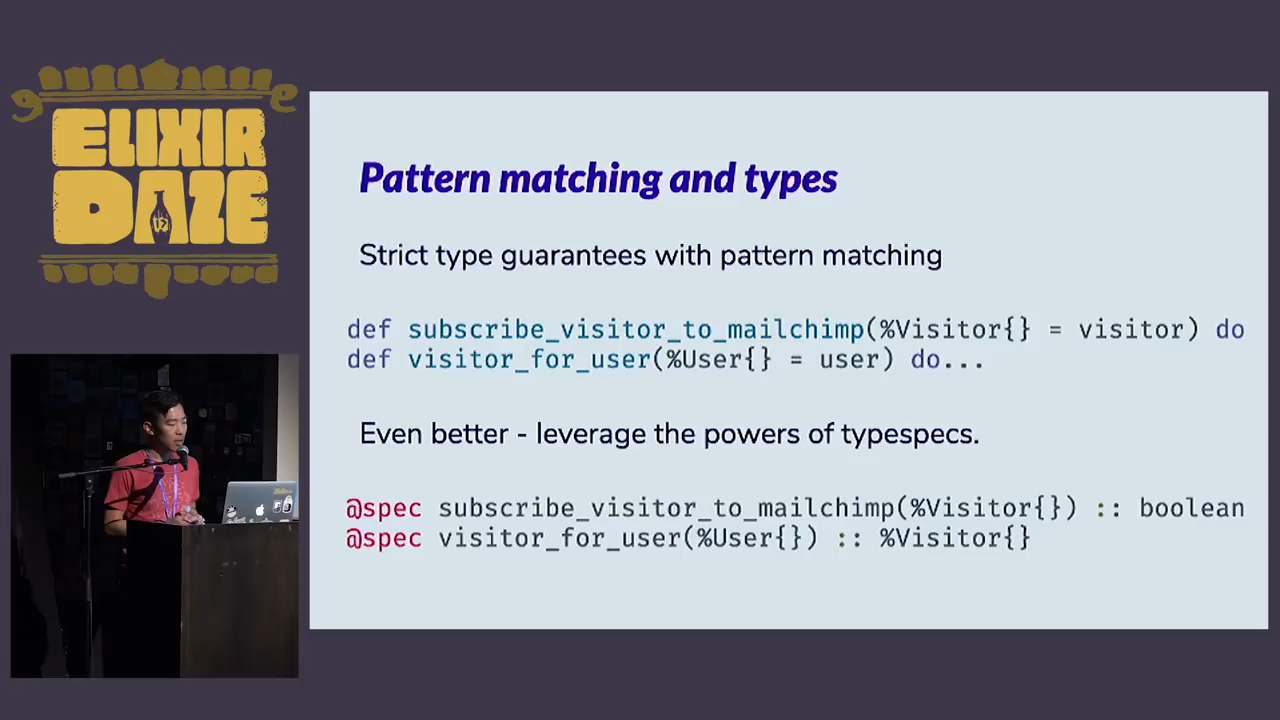 ELIXIR
DAZE
Pattern matching and types
Strict type guarantees with pattern matching
def subscribe_visitor_to_mailchimp(%Visitor{} = visitor) do
def visitor_for_user(%User{} = user) do...
Even better - leverage the powers of typespecs.
@spec subscribe_visitor_to_mailchimp(%Visitor{}) :: boolean
@spec visitor_for_user(%User{}) :: %Visitor{}